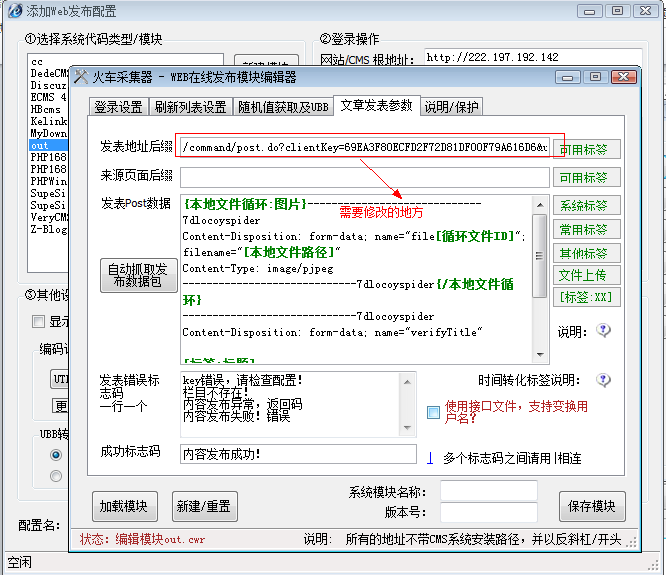 添加Web发布配置
①选择系统代码类型/模块
②登录操作
网站/CMS 根地址:
http://222.197.192.142
cc
DedeCMS
Discuz
ECMS 4
HBcms
Kelink
MyDown
out
PHP168
PHP168
PHPWin
SupeSi
SupeSi
VeryCM
Z-Blog
新建模块
③其他设
显示
编码
UTF
更
UBB转
配置名:
空闲
火车采集器 - WEB在线发布模块编辑器
登录设置
刷新列表设置
随机值获取及UBB
文章发表参数
说明/保护
发表地址后缀
/command/post.do?clientKey=69EA3F80ECFD2F72D81DF00F79A616D6&u
可用标签
来源页面后缀
可用标签
需要修改的地方
发表Post数据
{本地文件循环:图片}-----------------------------
7dlocoyspider
Content-Disposition: form-data; name="file[循环文件ID]";
filename="[本地文件路径]"
Content-Type: image/pjpeg
-----------------------------7dlocoyspider{/本地文件循
环}
-----------------------------7dlocoyspider
Content-Disposition: form-data; name="verifyTitle"
[标签:标题]
自动抓取发
布数据包
系统标签
常用标签
其他标签
文件上传
[标签:XX]
说明:
发表错误标
志码
一行一个
key错误，请检查配置!
栏目不存在!
内容发布异常，返回码
内容发布失败! 错误
时间转化标签说明:
使用接口文件，支持变换用
户名?
成功标志码
内容发布成功!
| 多个标志码之间请用|相连
加载模块
新建/重置
系统模块名称:
版本号:
保存模块
状态: 编辑模块out.cwr
说明: 所有的地址不带CMS系统安装路径，并以反斜杠/开头